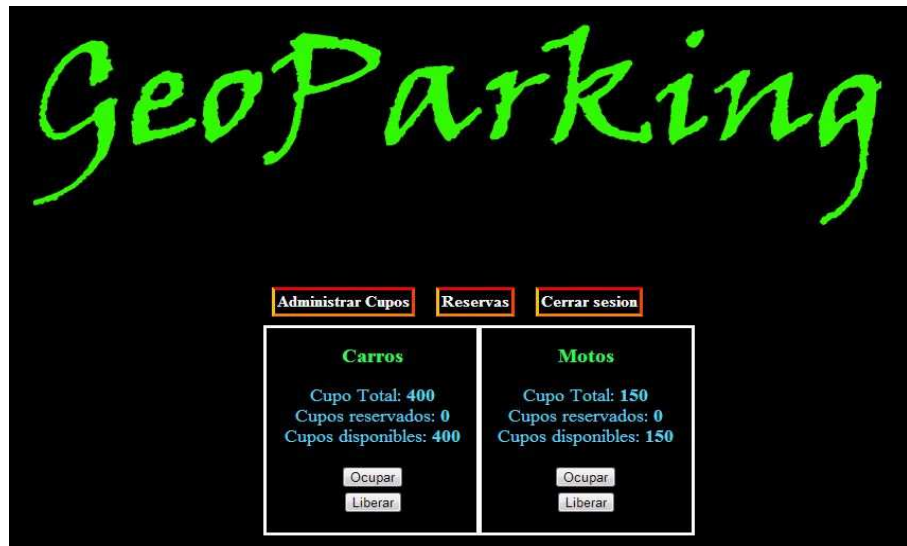 GeoParking
Administrar Cupos Reservas Cerrar sesion
Carros
Cupo Total: 400
Cupos reservados: 0
Cupos disponibles: 400
Ocupar
Liberar
Motos
Cupo Total: 150
Cupos reservados: 0
Cupos disponibles: 150
Ocupar
Liberar